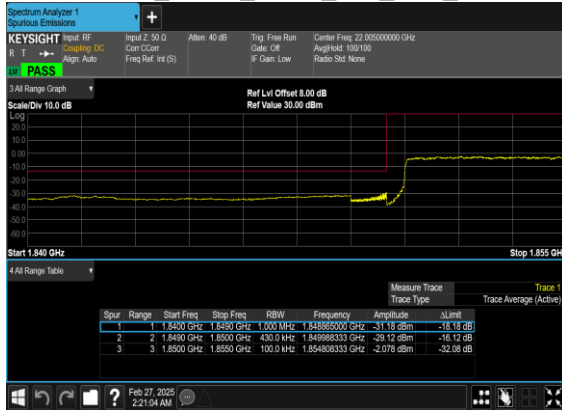 Spectrum Analyzer 1
Spurious Emissions
+
KEYSIGHT Input: RF Input Z: 50 Ω Atten: 40 dB Trig: Free Run Center Freq: 22.005000000 GHz
R T Coupling: DC Corr CCorr Gate: Off Avg|Hold: 100/100
Align: Auto Freq Ref: Int (S) IF Gain: Low Radio Std: None
LXI PASS
3 All Range Graph
Ref Lvl Offset 8.00 dB
Scale/Div 10.0 dB Ref Value 30.00 dBm
Log
20.0
10.0
0.00
-10.0
-20.0
-30.0
-40.0
-50.0
-60.0
Start 1.840 GHz Stop 1.855 GH
4 All Range Table
Measure Trace Trace 1
Trace Type Trace Average (Active)
Spur Range Start Freq Stop Freq RBW Frequency Amplitude ΔLimit
1 1 1.8400 GHz 1.8490 GHz 1.000 MHz 1.848865000 GHz -31.18 dBm -18.18 dB
2 2 1.8490 GHz 1.8500 GHz 430.0 kHz 1.849988333 GHz -29.12 dBm -16.12 dB
3 3 1.8500 GHz 1.8550 GHz 100.0 kHz 1.854808333 GHz -2.078 dBm -32.08 dB
? Feb 27, 2025
2:21:04 AM